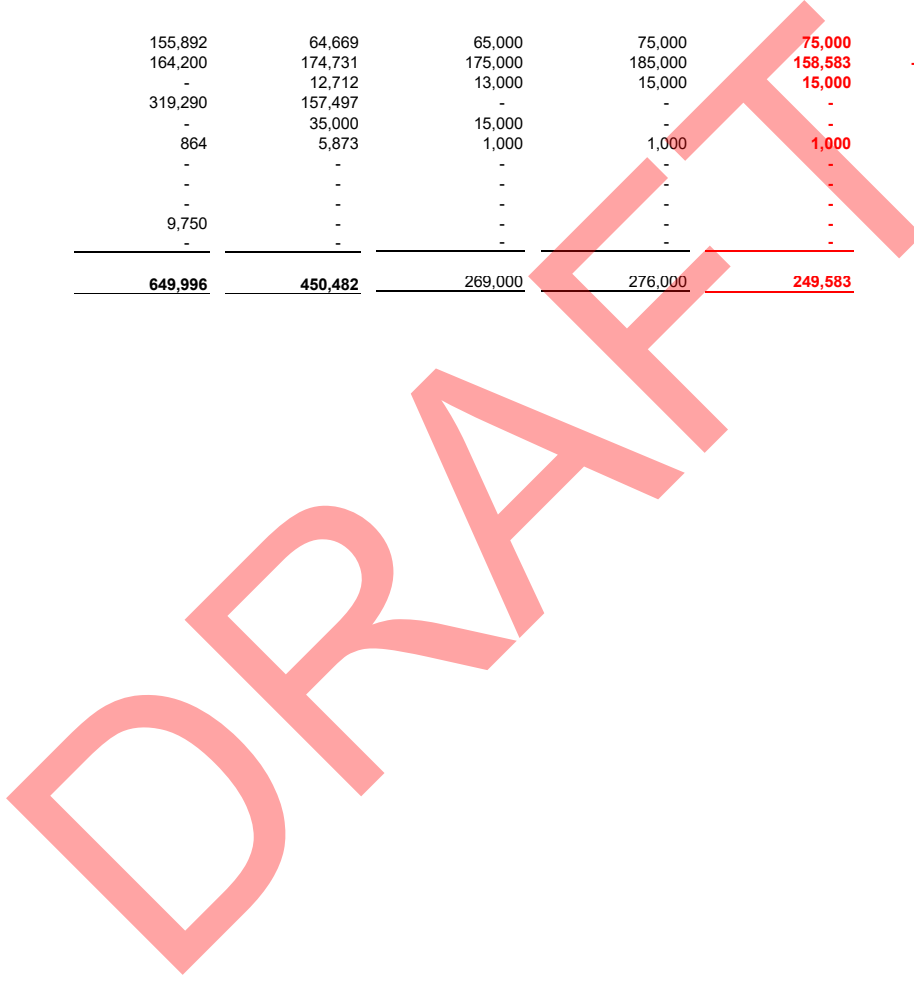 155,892 64,669 65,000 75,000 75,000
164,200 174,731 175,000 185,000 158,583 -
- 12,712 13,000 15,000 15,000
319,290 157,497 - - -
- 35,000 15,000 - -
864 5,873 1,000 1,000 1,000
- - - - -
- - - - -
- - - - -
9,750 - - - -
- - - - -
649,996 450,482 269,000 276,000 249,583
DRAFT